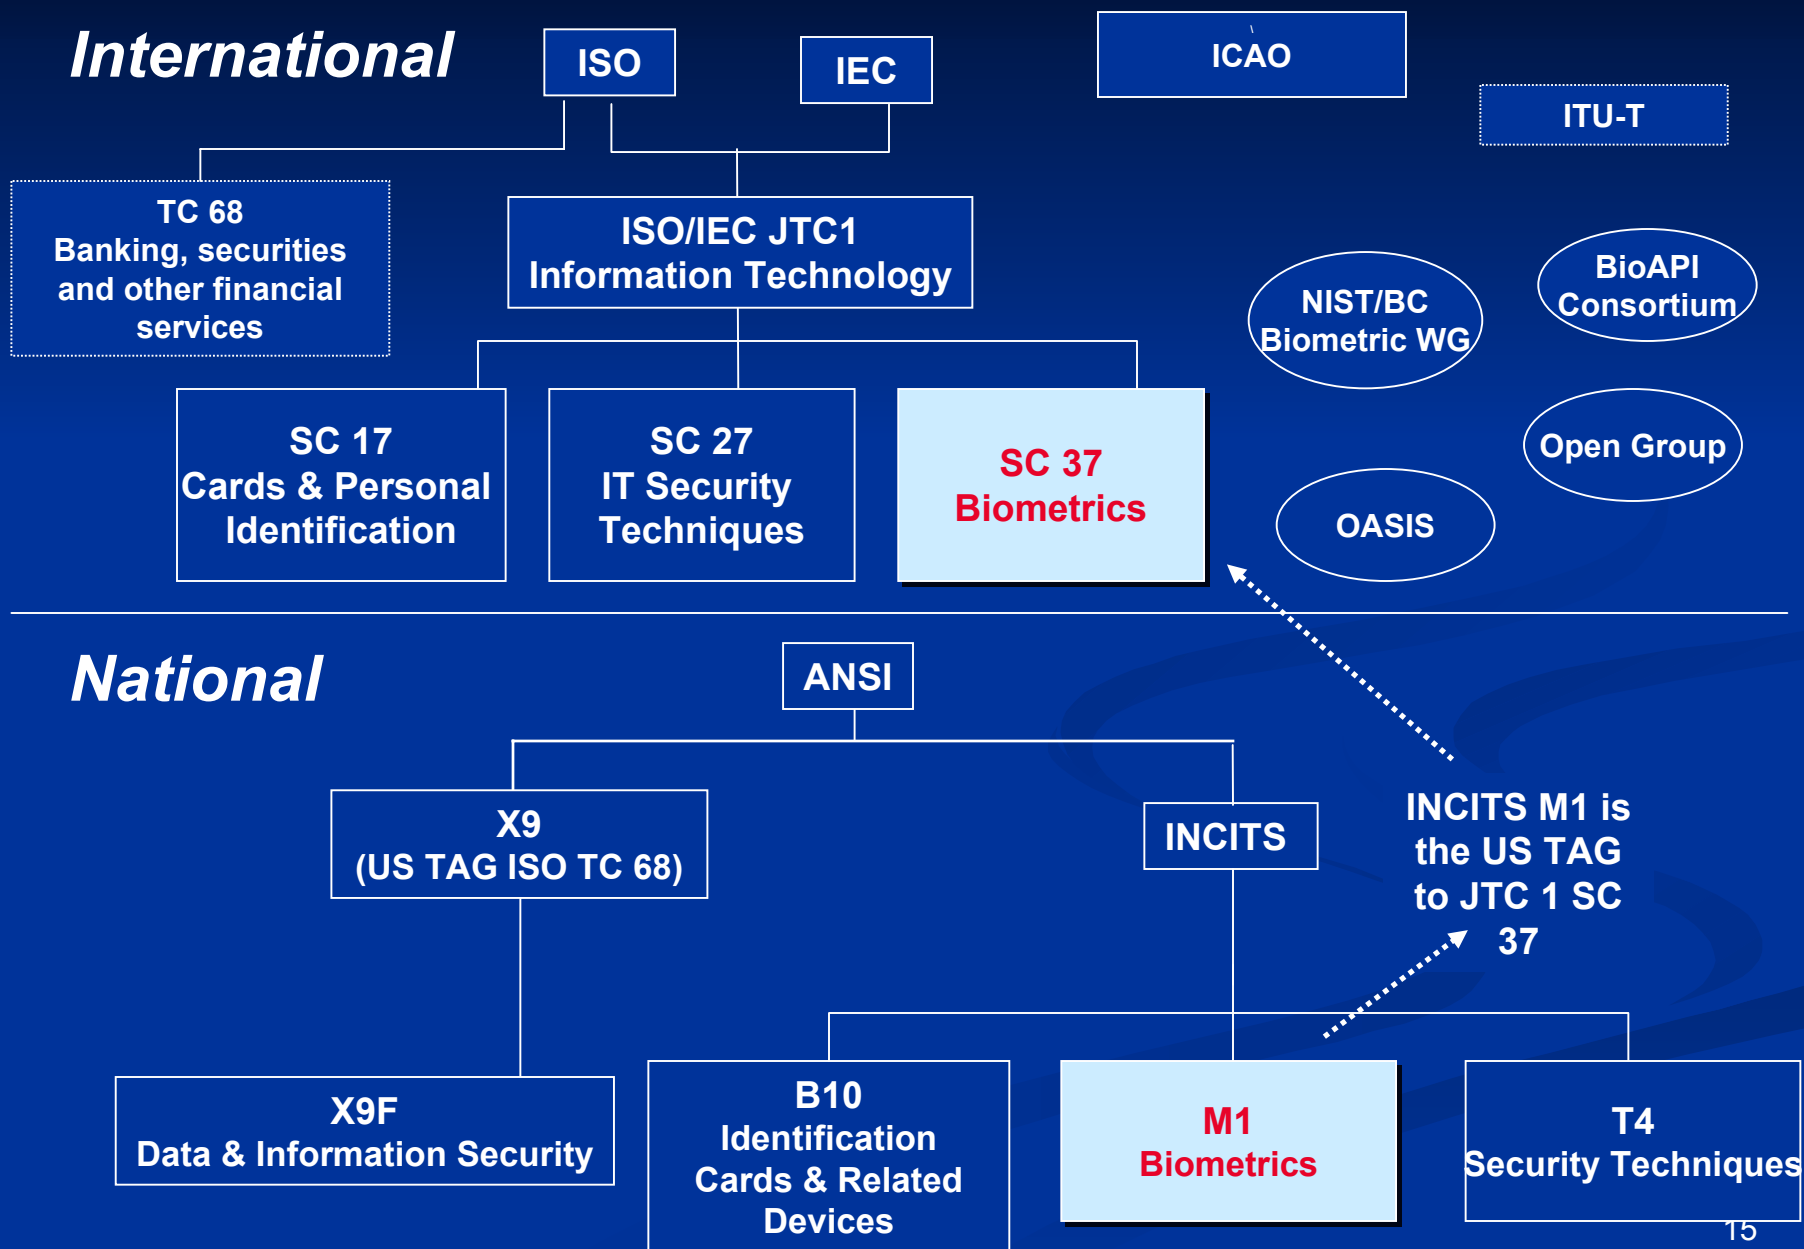 International
ISO
IEC
\
ICAO
ITU-T
TC 68
Banking, securities
and other financial
services
ISO/IEC JTC1
Information Technology
NIST/BC
Biometric WG
BioAPI
Consortium
SC 17
Cards & Personal
Identification
SC 27
IT Security
Techniques
SC 37
Biometrics
Open Group
OASIS
National
ANSI
X9
(US TAG ISO TC 68)
INCITS
INCITS M1 is
the US TAG
to JTC 1 SC
37
X9F
Data & Information Security
B10
Identification
Cards & Related
Devices
M1
Biometrics
T4
Security Techniques
15